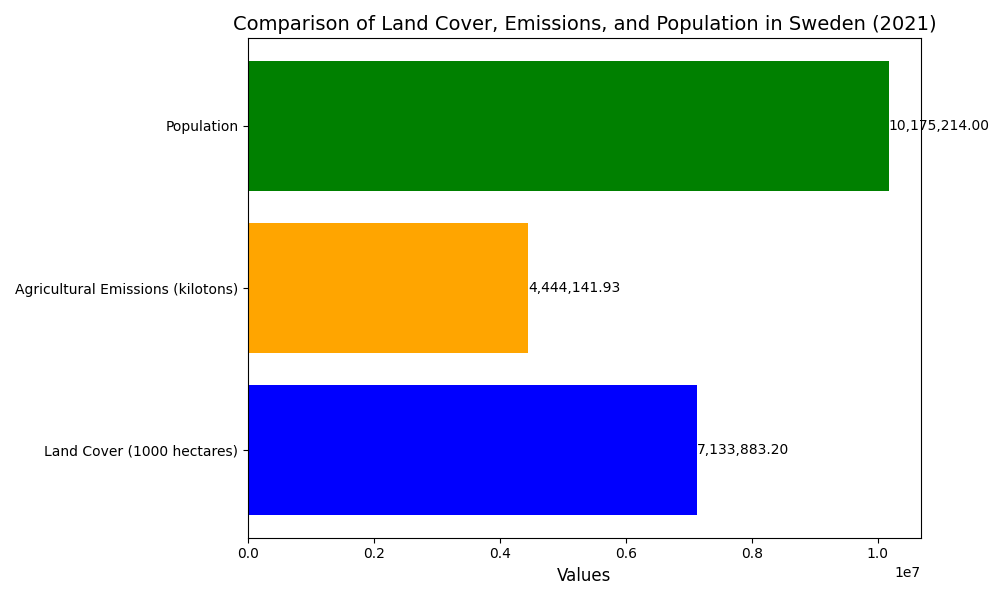 Comparison of Land Cover, Emissions, and Population in Sweden (2021)
Population
10,175,214.00
Agricultural Emissions (kilotons)
4,444,141.93
Land Cover (1000 hectares)
7,133,883.20
0.0 0.2 0.4 0.6 0.8 1.0
1e7
Values